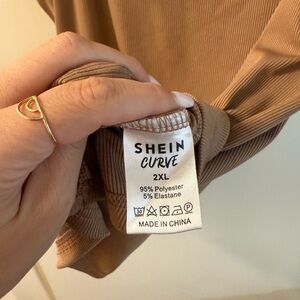 SHEIN
CURVE
2XL
95% Polyester
5% Elastane
MADE IN CHINA